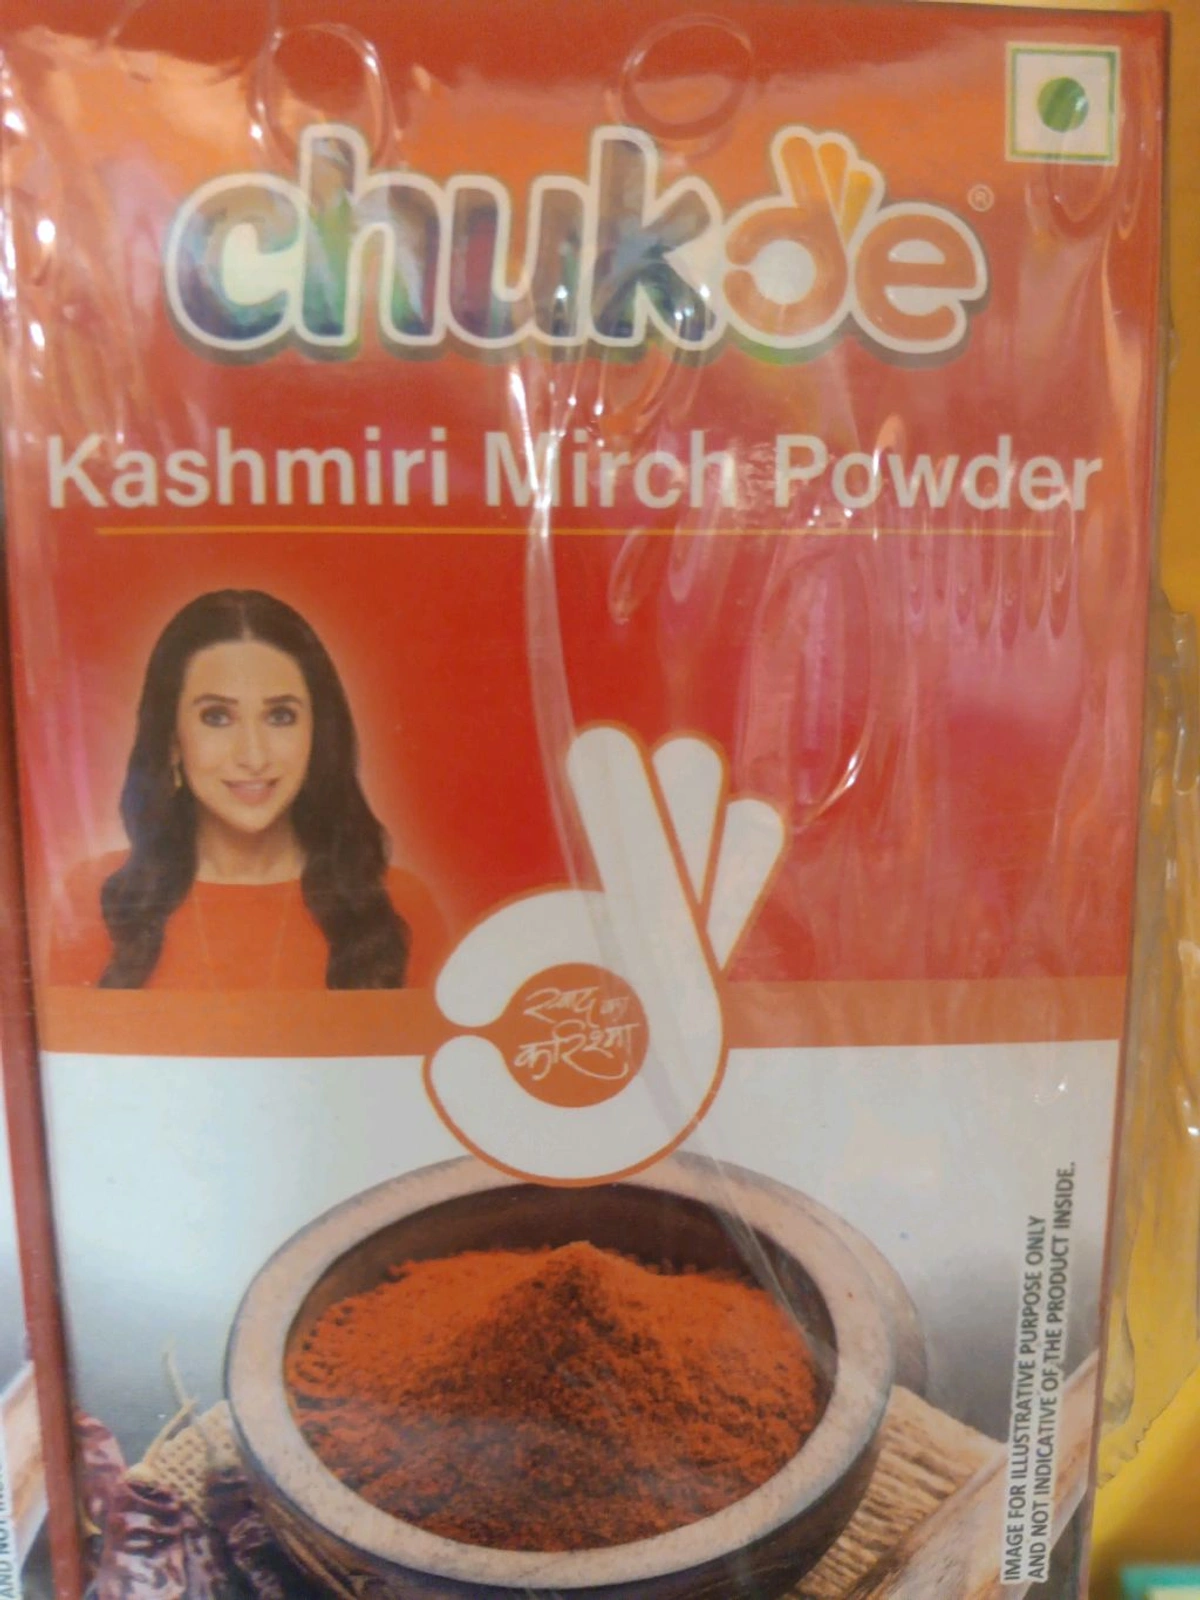 chukde®
Kashmiri Mirch Powder
स्वाद का
करिश्मा
IMAGE FOR ILLUSTRATIVE PURPOSE ONLY
AND NOT INDICATIVE OF THE PRODUCT INSIDE.